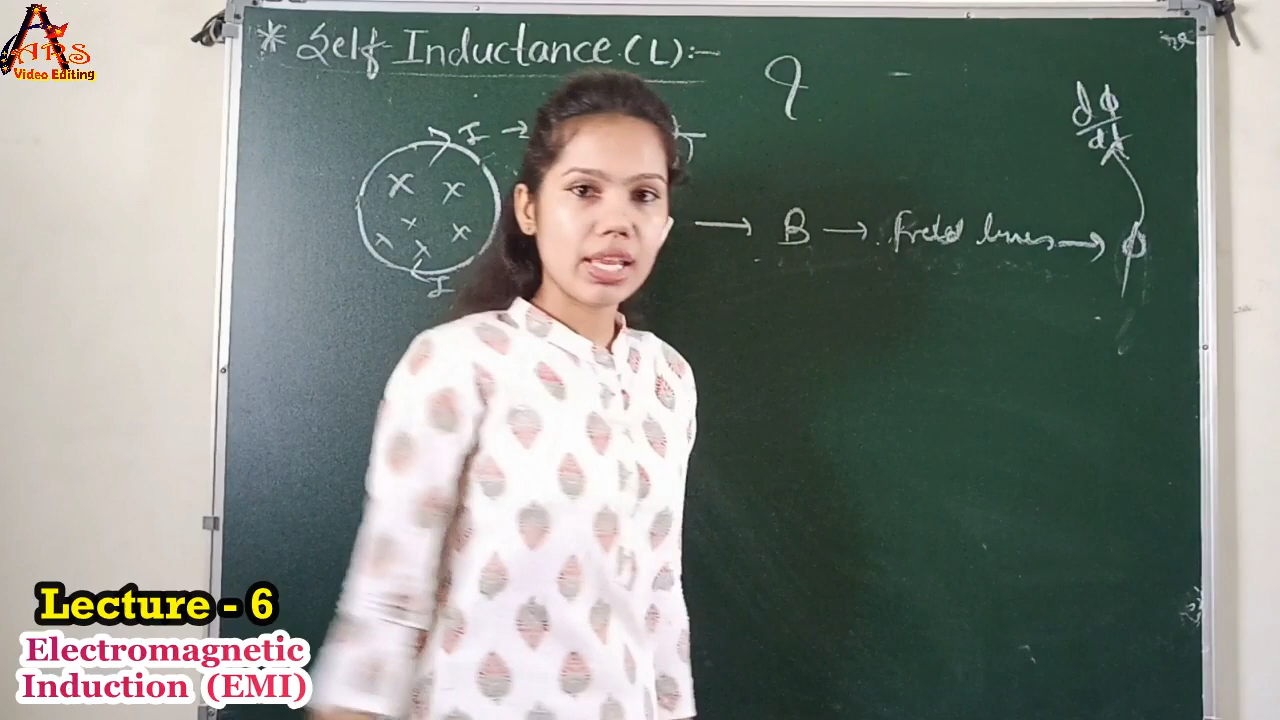 ARS
Video Editing
* Self Inductance (L):-
q
I →
dΦ
dt
→ B → field lines → Φ
I
Lecture - 6
Electromagnetic
Induction (EMI)